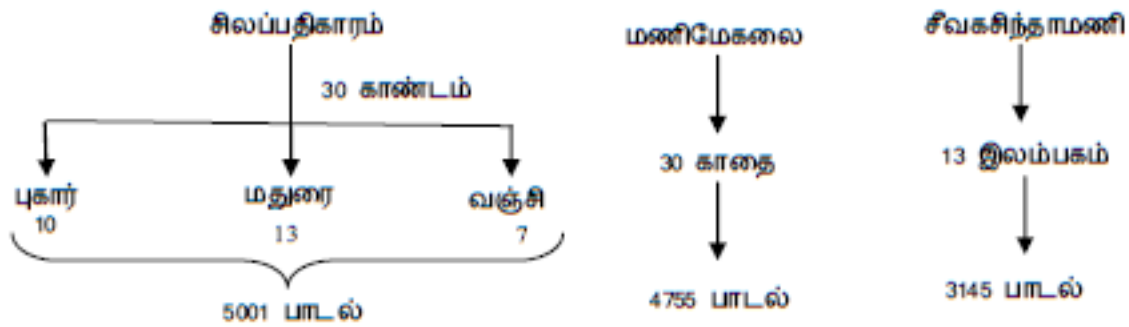 சிலப்பதிகாரம்
30 காண்டம்
புகார்
மதுரை
வஞ்சி
10
13
7
5001 பாடல்
மணிமேகலை
30 காதை
4755 பாடல்
சீவகசிந்தாமணி
13 இலம்பகம்
3145 பாடல்